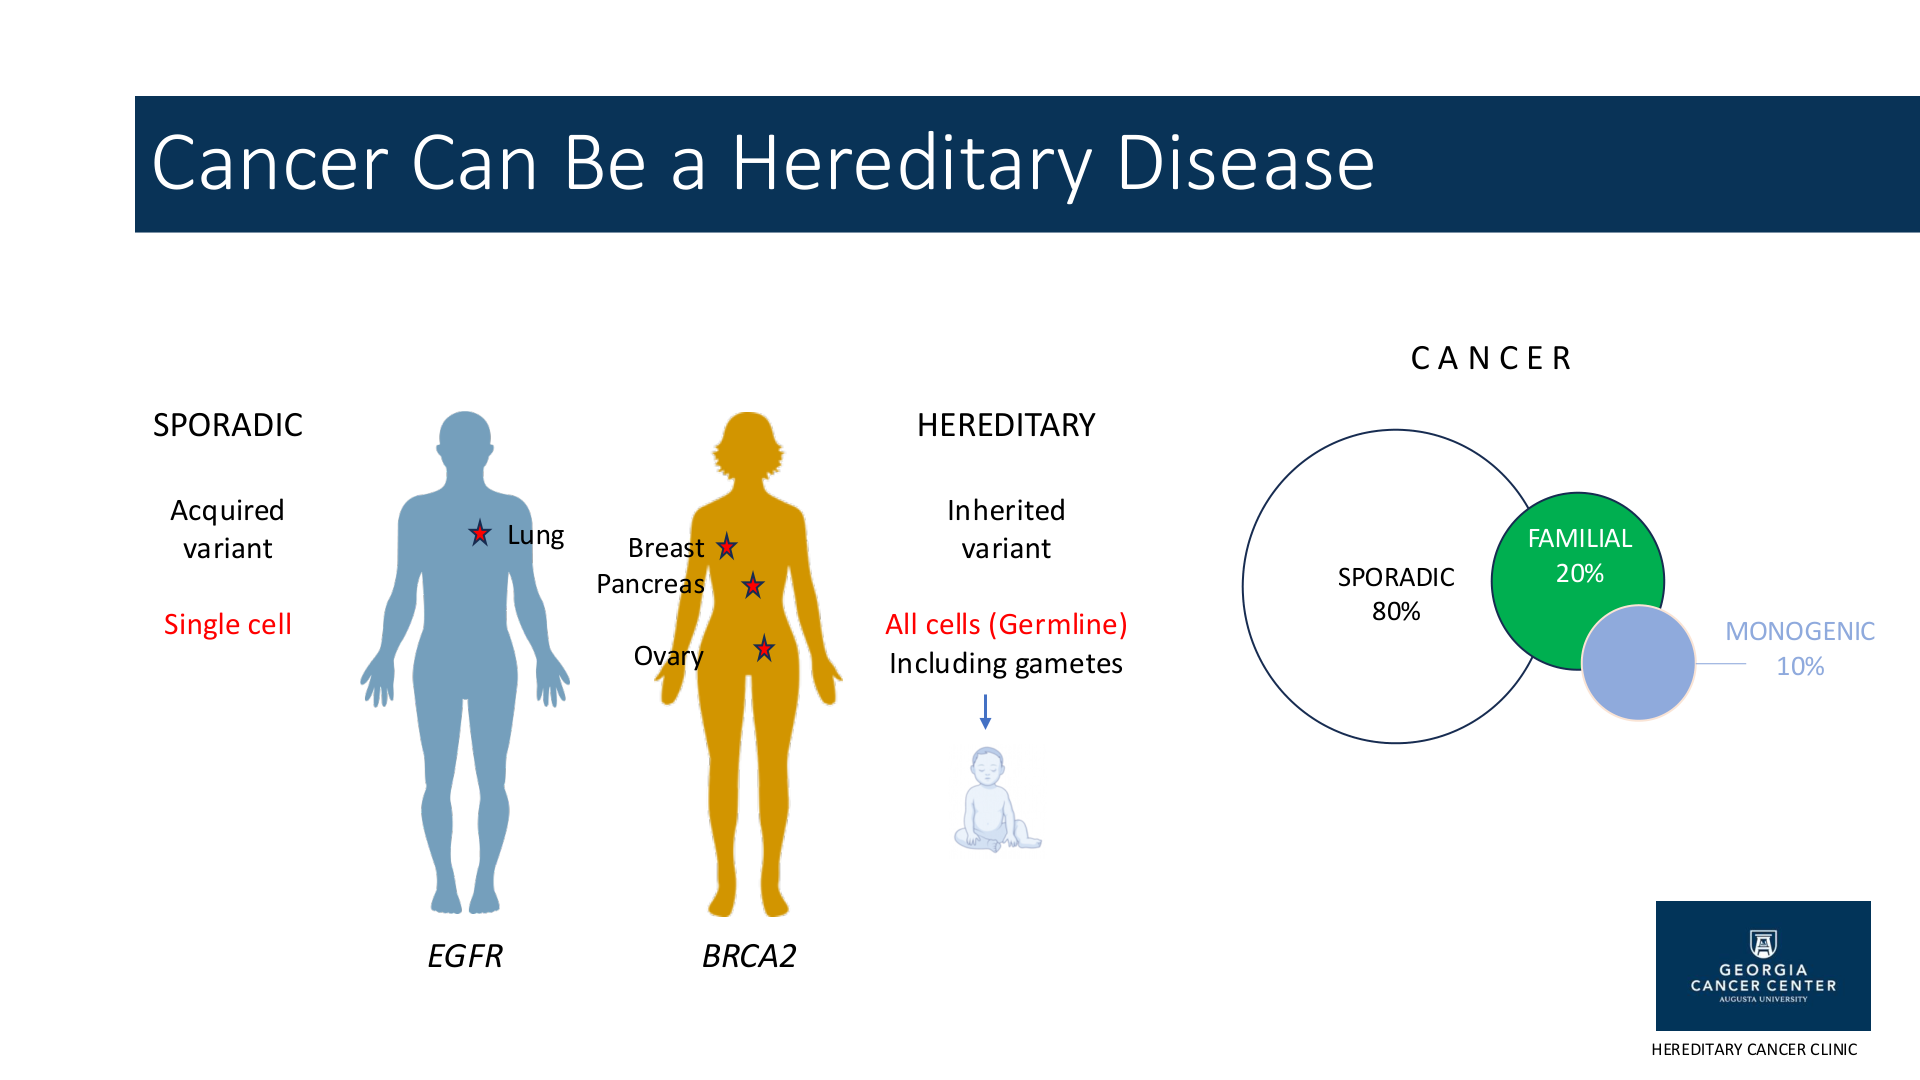 Cancer Can Be a Hereditary Disease
SPORADIC
Acquired
variant
Single cell
Lung
EGFR
Breast
Pancreas
Ovary
BRCA2
HEREDITARY
Inherited
variant
All cells (Germline)
Including gametes
CANCER
SPORADIC
80%
FAMILIAL
20%
MONOGENIC
10%
GEORGIA
CANCER CENTER
AUGUSTA UNIVERSITY
HEREDITARY CANCER CLINIC